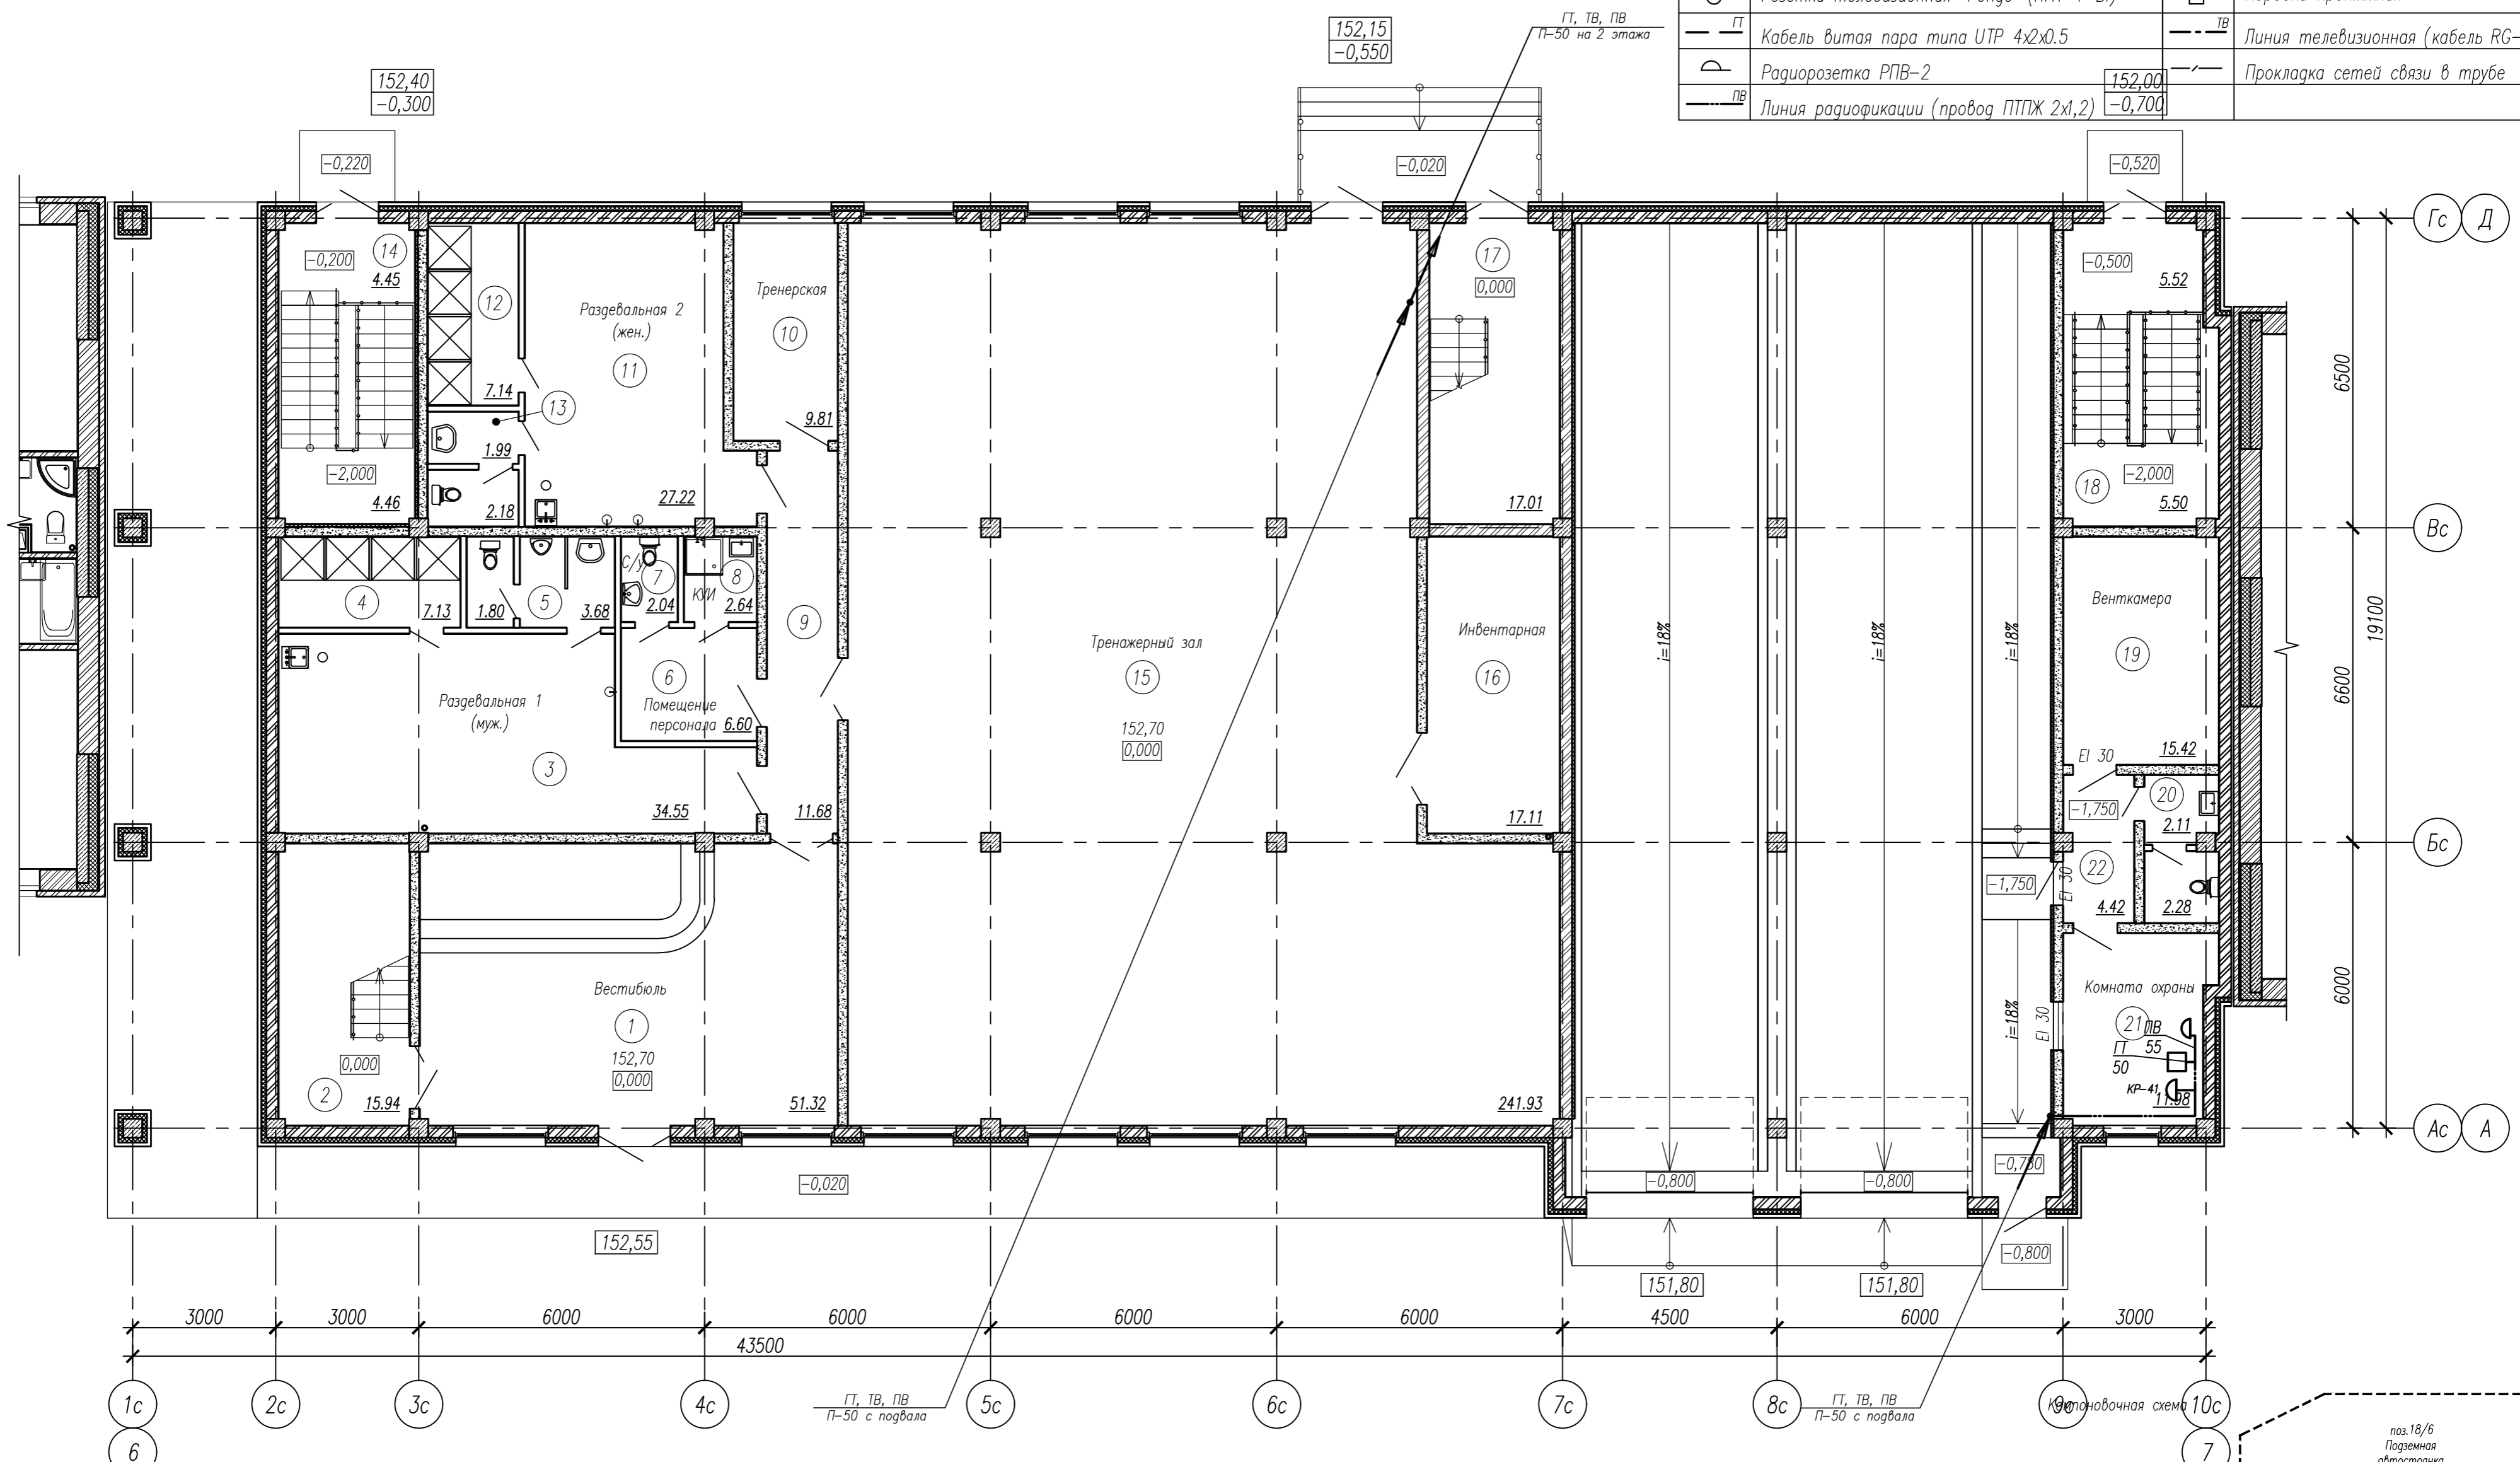 ГТ, ТВ, ПВ
П-50 на 2 этажа
152,15
-0,550
152,40
-0,300
ГТ
Кабель витая пара типа UTP 4x2x0.5
ТВ
Линия телевизионная (кабель RG-
Радиорозетка РПВ-2
Прокладка сетей связи в трубе
ПВ
Линия радиофикации (провод ПТПЖ 2х1,2)
152,00
-0,700
-0,220
-0,020
-0,520
Гс
Д
-0,200
14
4.45
12
Раздевальная 2
(жен.)
11
Тренерская
10
17
0,000
-0,500
5.52
7.14
13
9.81
1.99
-2,000
4.46
2.18
27.22
17.01
18
-2,000
5.50
6500
Вс
19100
4
7.13
1.80
5
3.68
С/У
7
2.04
КУИ
8
2.64
9
Тренажерный зал
15
152,70
0,000
Инвентарная
16
i=18%
i=18%
i=18%
Венткамера
19
6600
Раздевальная 1
(муж.)
3
6
Помещение
персонала
6.60
34.55
11.68
17.11
EI 30
15.42
-1,750
20
2.11
Бс
-1,750
EI 30
22
4.42
2.28
Вестибюль
1
152,70
0,000
0,000
2
15.94
51.32
241.93
i=18%
EI 30
Комната охраны
21
ПВ
55
ГТ
50
КР-41
11.98
6000
Ас
А
-0,020
-0,800
-0,800
-0,780
152,55
-0,800
151,80
151,80
3000
3000
6000
6000
6000
6000
4500
6000
3000
43500
1с
2с
3с
4с
5с
6с
7с
8с
9с
10с
6
7
ГТ, ТВ, ПВ
П-50 с подвала
ГТ, ТВ, ПВ
П-50 с подвала
схема
поз.18/6
Подземная
автостоянка